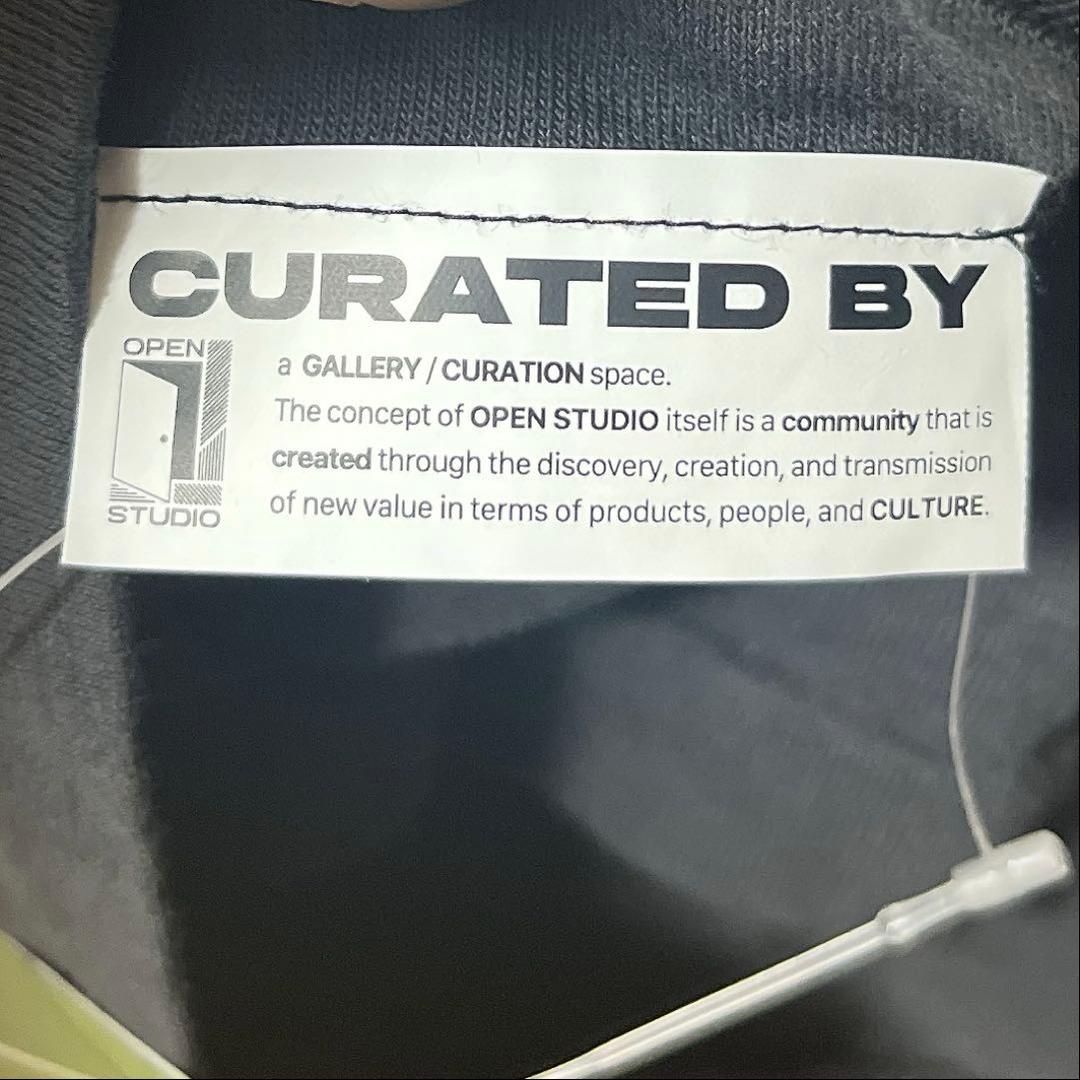 CURATED BY
OPEN
a GALLERY / CURATION space.
The concept of OPEN STUDIO itself is a community that is
created through the discovery, creation, and transmission
of new value in terms of products, people, and CULTURE.
STUDIO